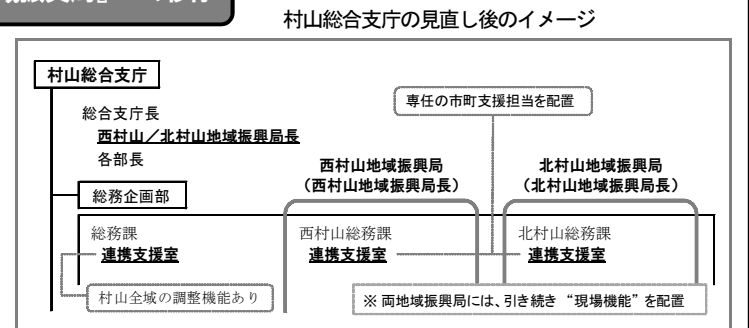 村山総合支庁の見直し後のイメージ
村山総合支庁
総合支庁長
西村山／北村山地域振興局長
各部長
専任の市町支援担当を配置
西村山地域振興局
（西村山地域振興局長）
北村山地域振興局
（北村山地域振興局長）
総務企画部
総務課
連携支援室
西村山総務課
連携支援室
北村山総務課
連携支援室
村山全域の調整機能あり
※ 両地域振興局には、引き続き “現場機能” を配置